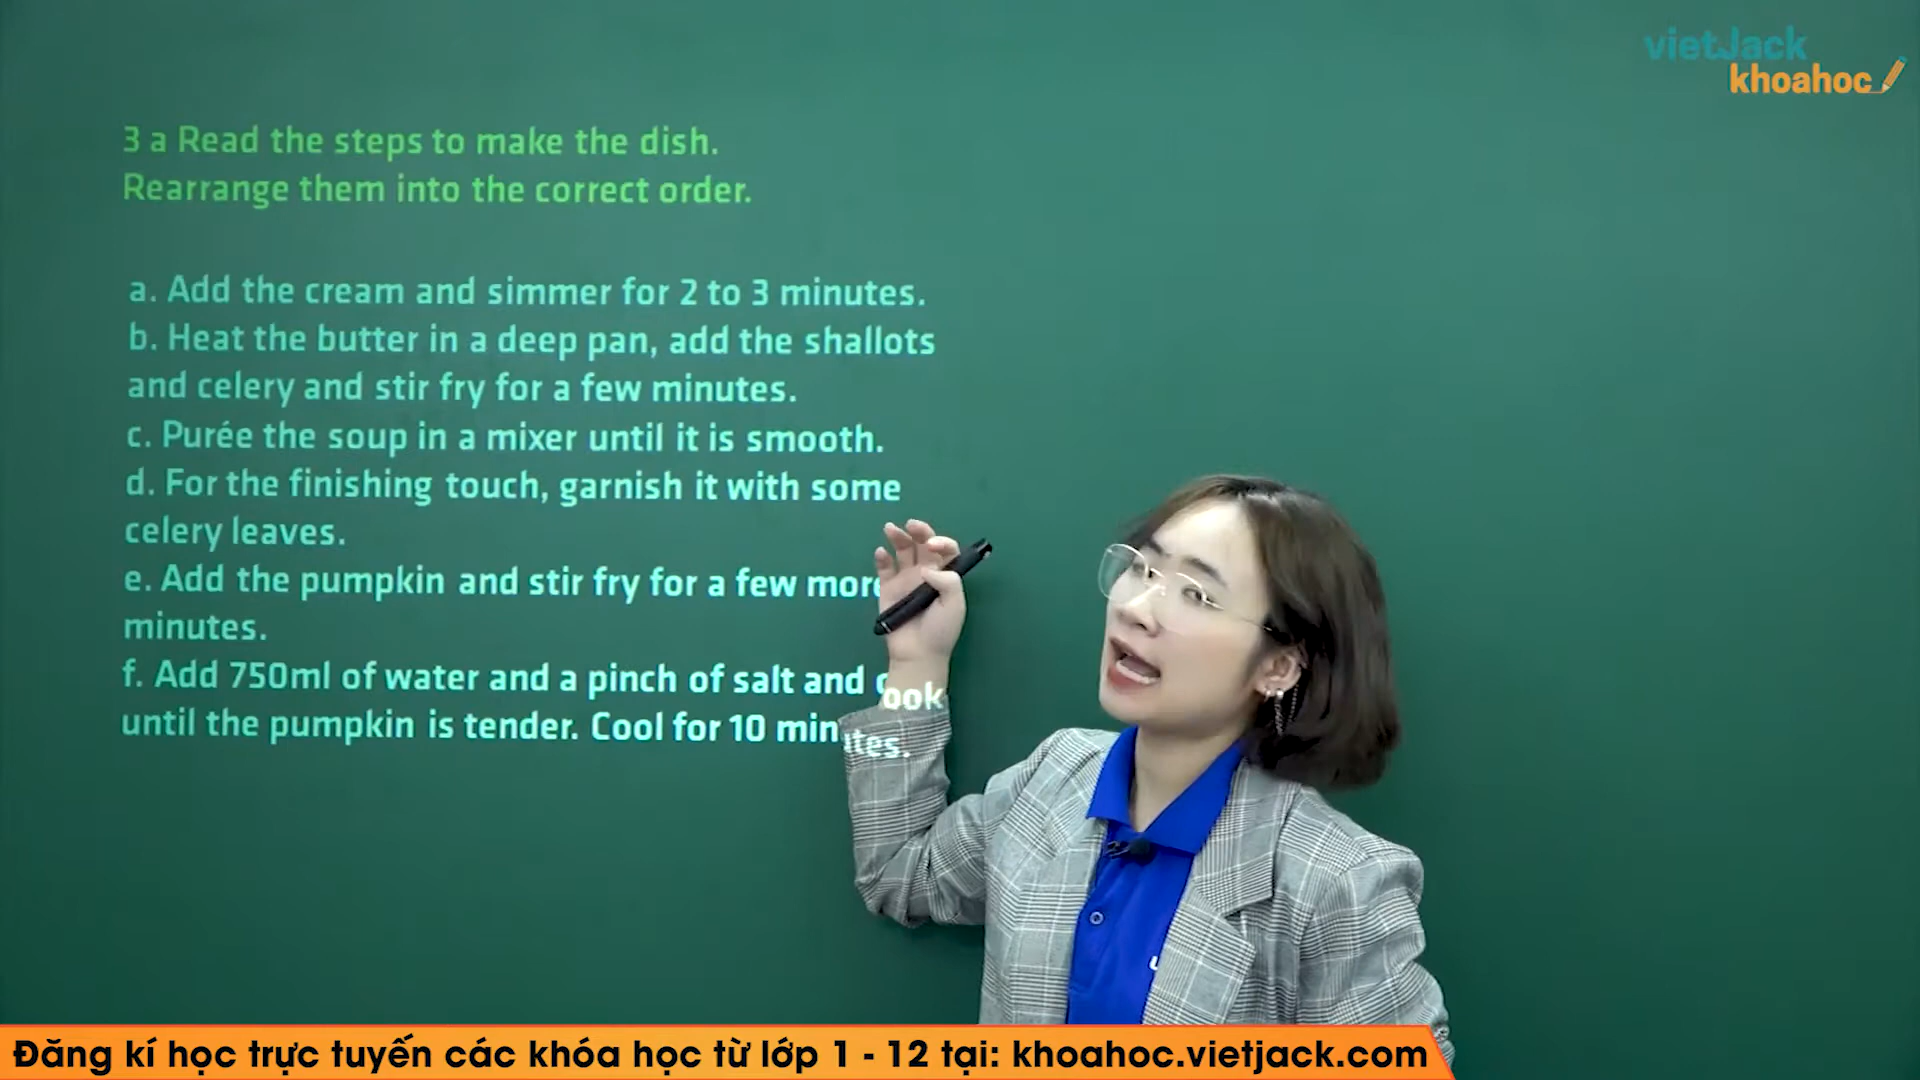 vietJack
khoahoc
3 a Read the steps to make the dish.
Rearrange them into the correct order.
a. Add the cream and simmer for 2 to 3 minutes.
b. Heat the butter in a deep pan, add the shallots
and celery and stir fry for a few minutes.
c. Purée the soup in a mixer until it is smooth.
d. For the finishing touch, garnish it with some
celery leaves.
e. Add the pumpkin and stir fry for a few more
minutes.
f. Add 750ml of water and a pinch of salt and cook
until the pumpkin is tender. Cool for 10 minutes.
Đăng kí học trực tuyến các khóa học từ lớp 1 - 12 tại: khoahoc.vietjack.com